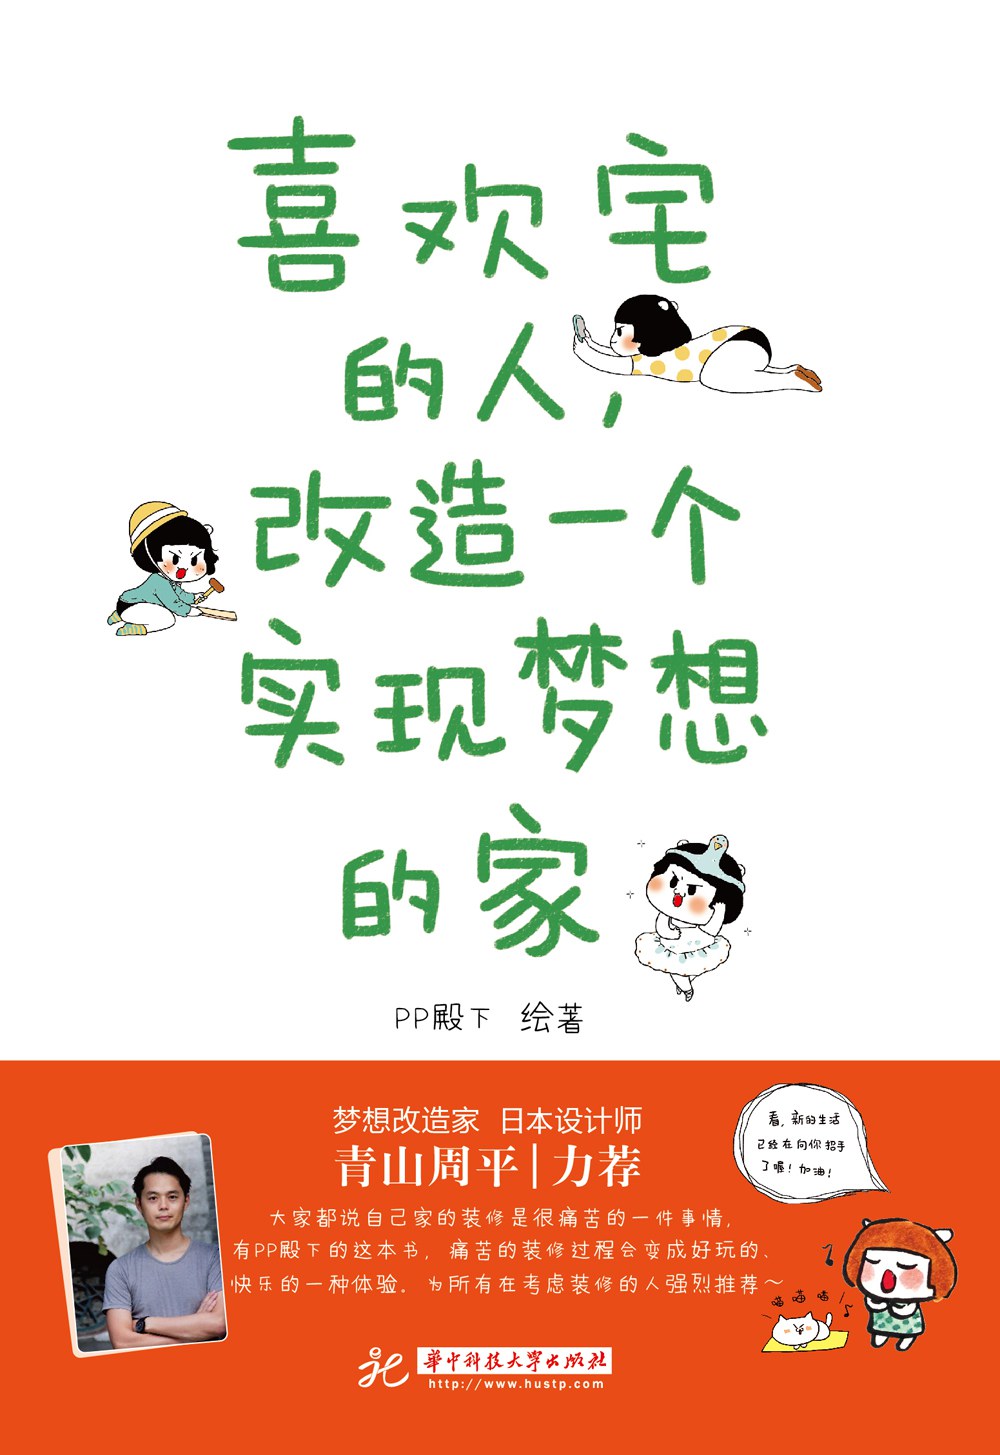 喜欢宅
的人，
改造一个
实现梦想
的家
PP殿下 绘著
梦想改造家 日本设计师
青山周平|力荐
大家都说自己家的装修是很痛苦的一件事情，
有PP殿下的这本书，痛苦的装修过程会变成好玩的、
快乐的一种体验。为所有在考虑装修的人强烈推荐～
看，新的生活
已经在向你招手
了喔！加油！
喵 喵 喵！
華中科技大學出版社
http://www.hustp.com